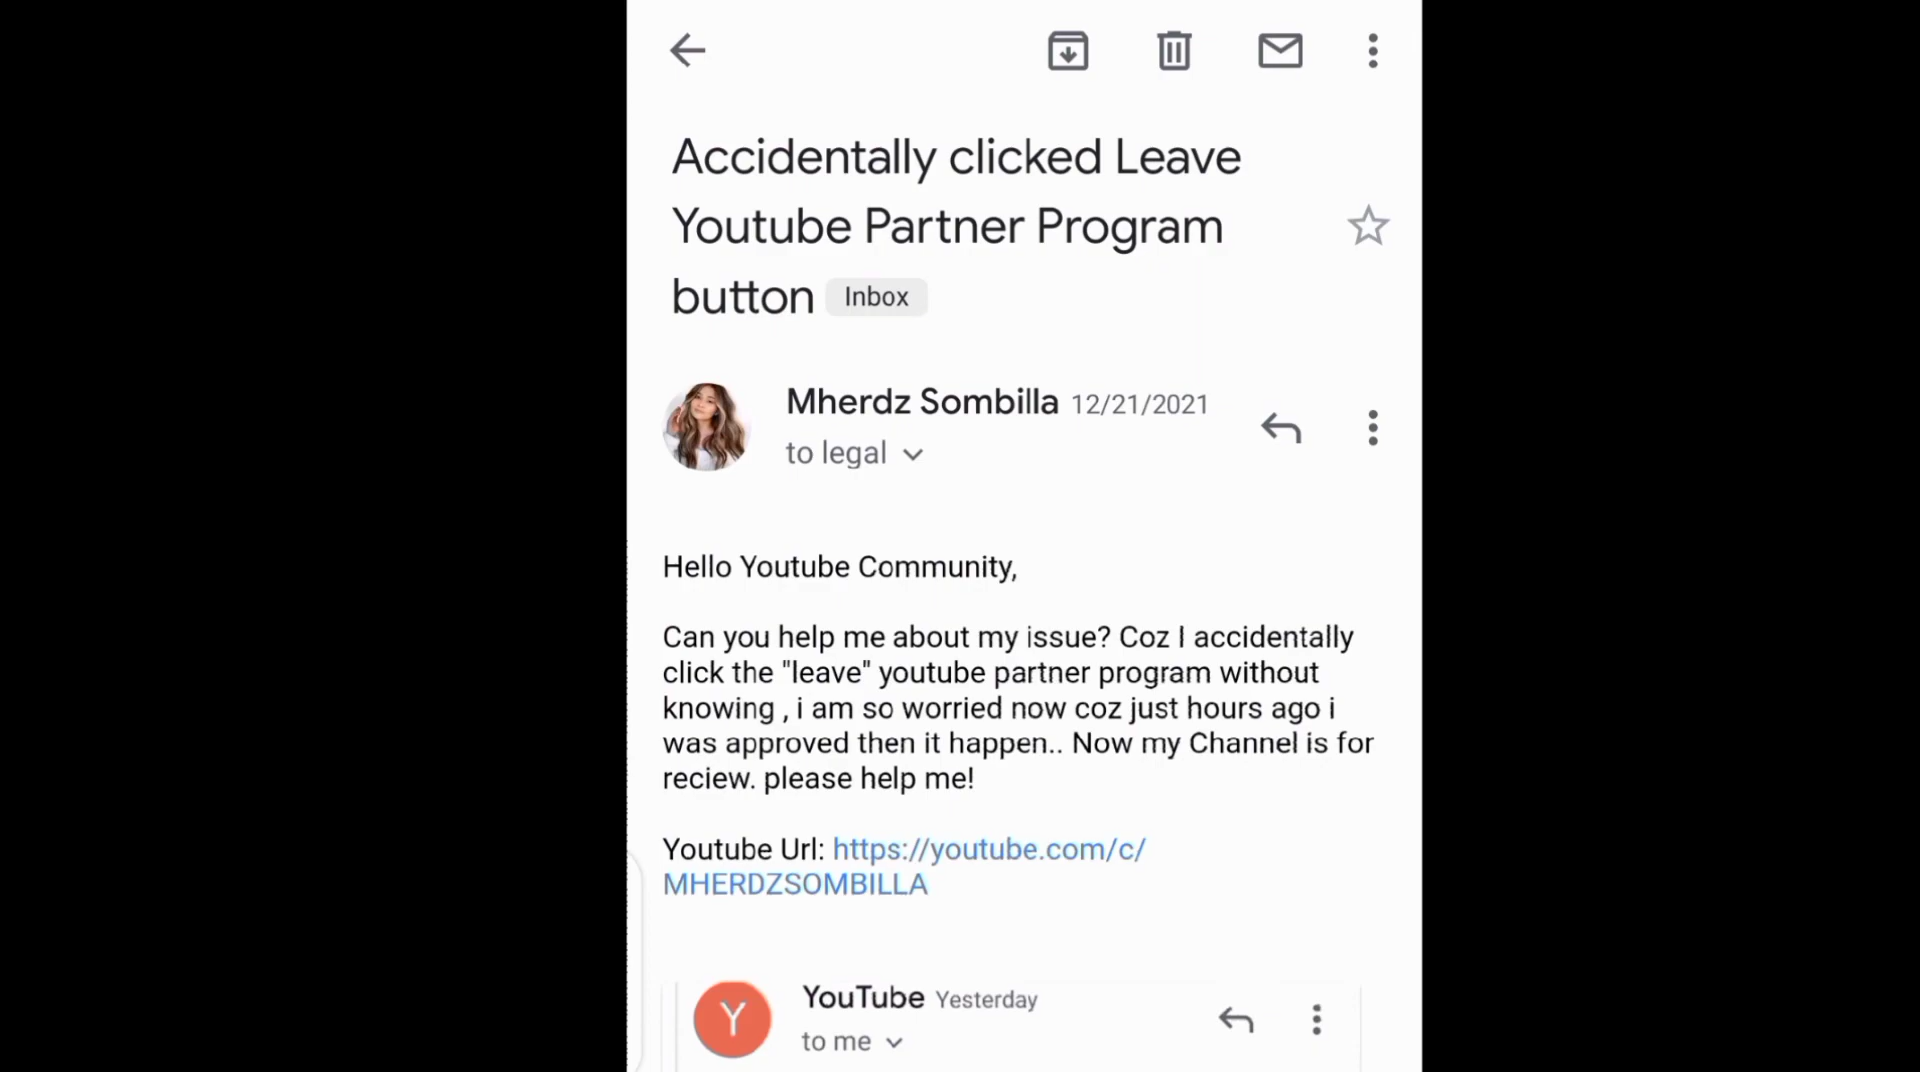 Accidentally clicked Leave
Youtube Partner Program
button Inbox
Mherdz Sombilla 12/21/2021
to legal
Hello Youtube Community,
Can you help me about my issue? Coz I accidentally
click the "leave" youtube partner program without
knowing , i am so worried now coz just hours ago i
was approved then it happen.. Now my Channel is for
reciew. please help me!
Youtube Url: https://youtube.com/c/
MHERDZSOMBILLA
Y
YouTube Yesterday
to me